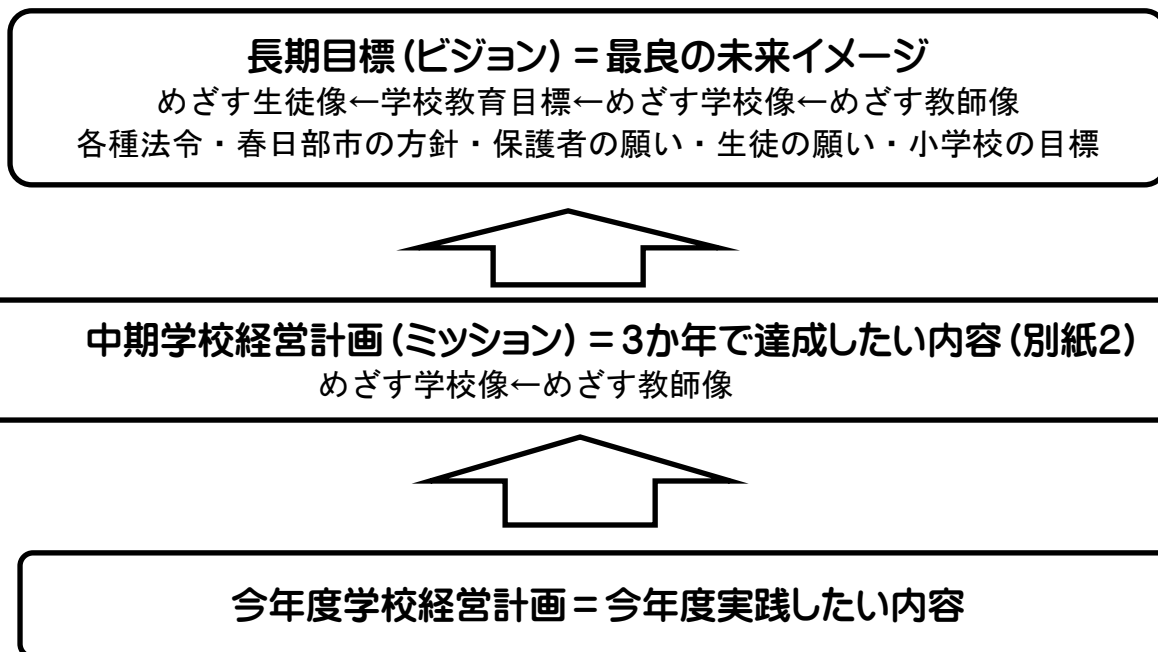 長期目標(ビジョン)=最良の未来イメージ
めざす生徒像←学校教育目標←めざす学校像←めざす教師像
各種法令・春日部市の方針・保護者の願い・生徒の願い・小学校の目標
中期学校経営計画(ミッション)=3か年で達成したい内容(別紙2)
めざす学校像←めざす教師像
今年度学校経営計画=今年度実践したい内容